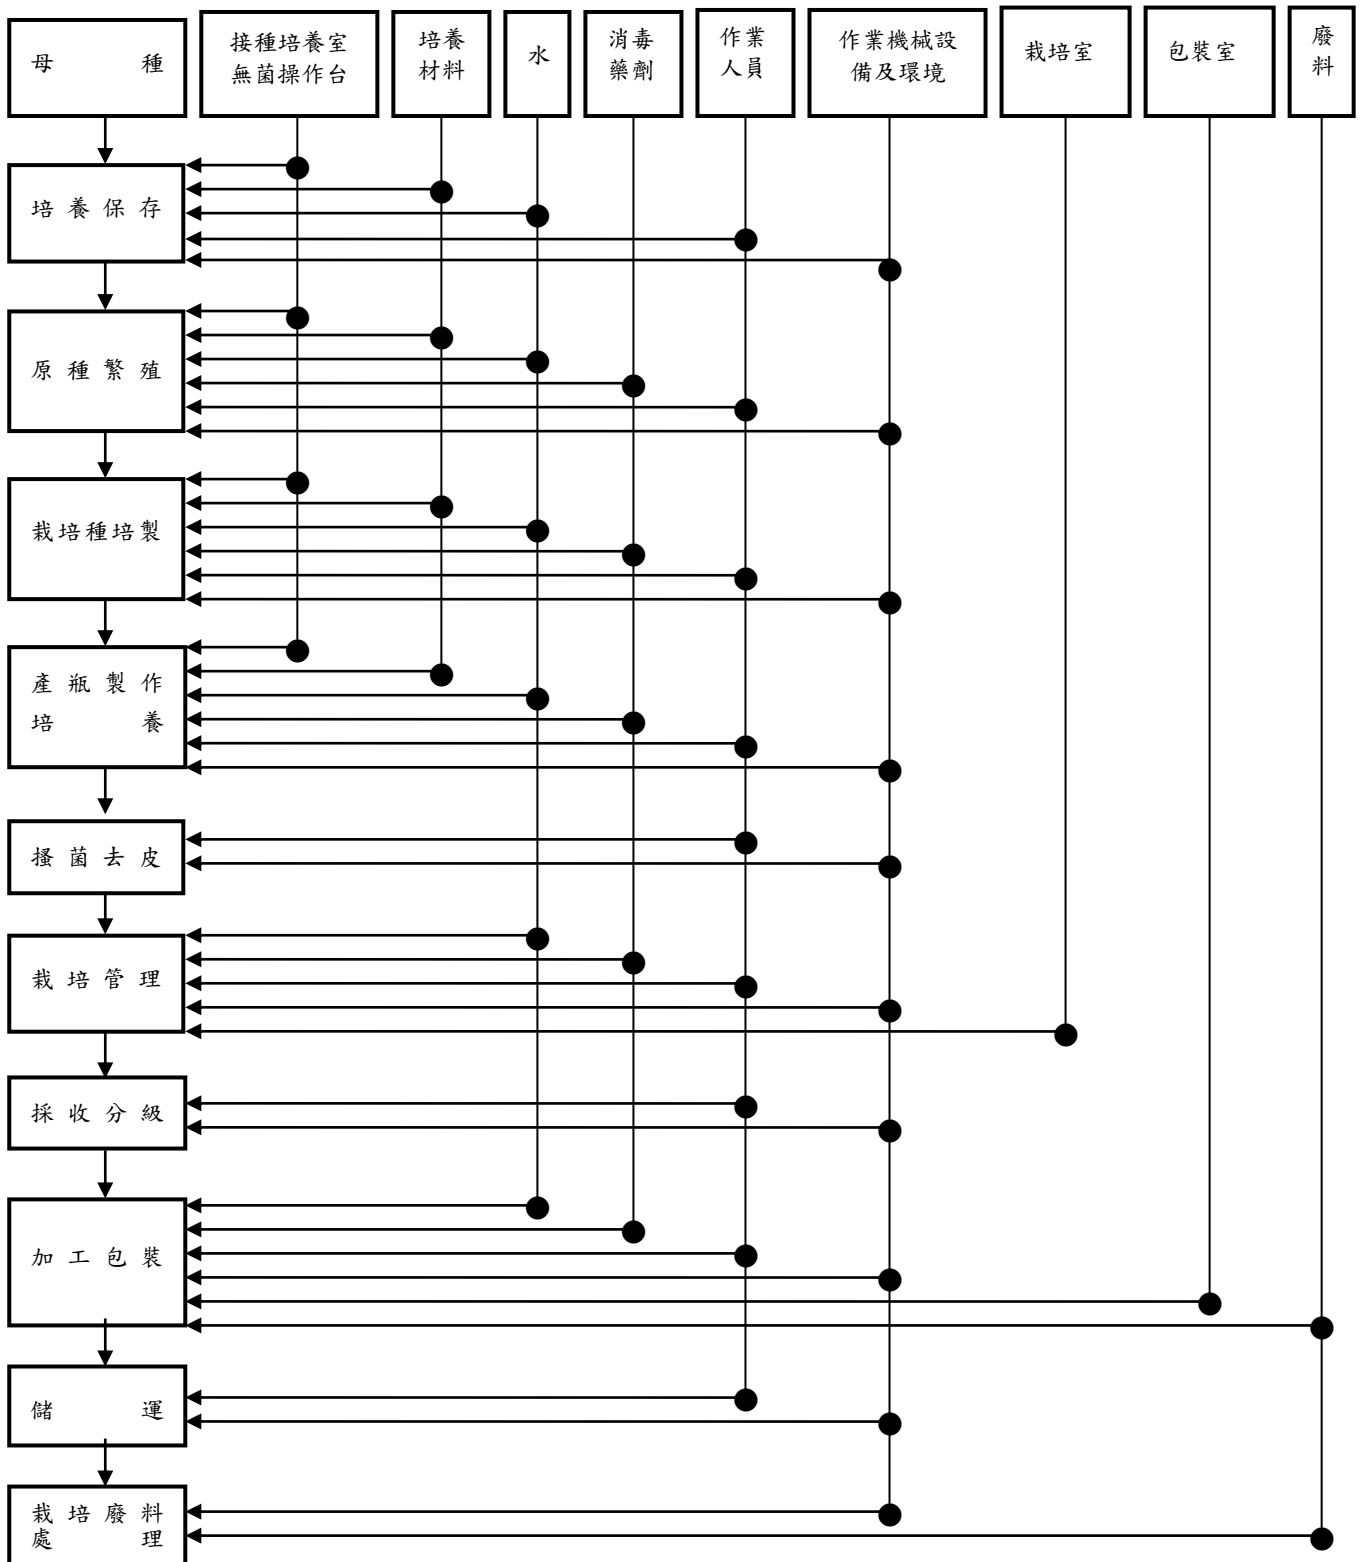 母種
接種培養室
無菌操作台
培養
材料
水
消毒
藥劑
作業
人員
作業機械設
備及環境
栽培室
包裝室
廢
料
培養保存
原種繁殖
栽培種培製
產瓶製作
培養
搔菌去皮
栽培管理
採收分級
加工包裝
儲運
栽培廢料
處理